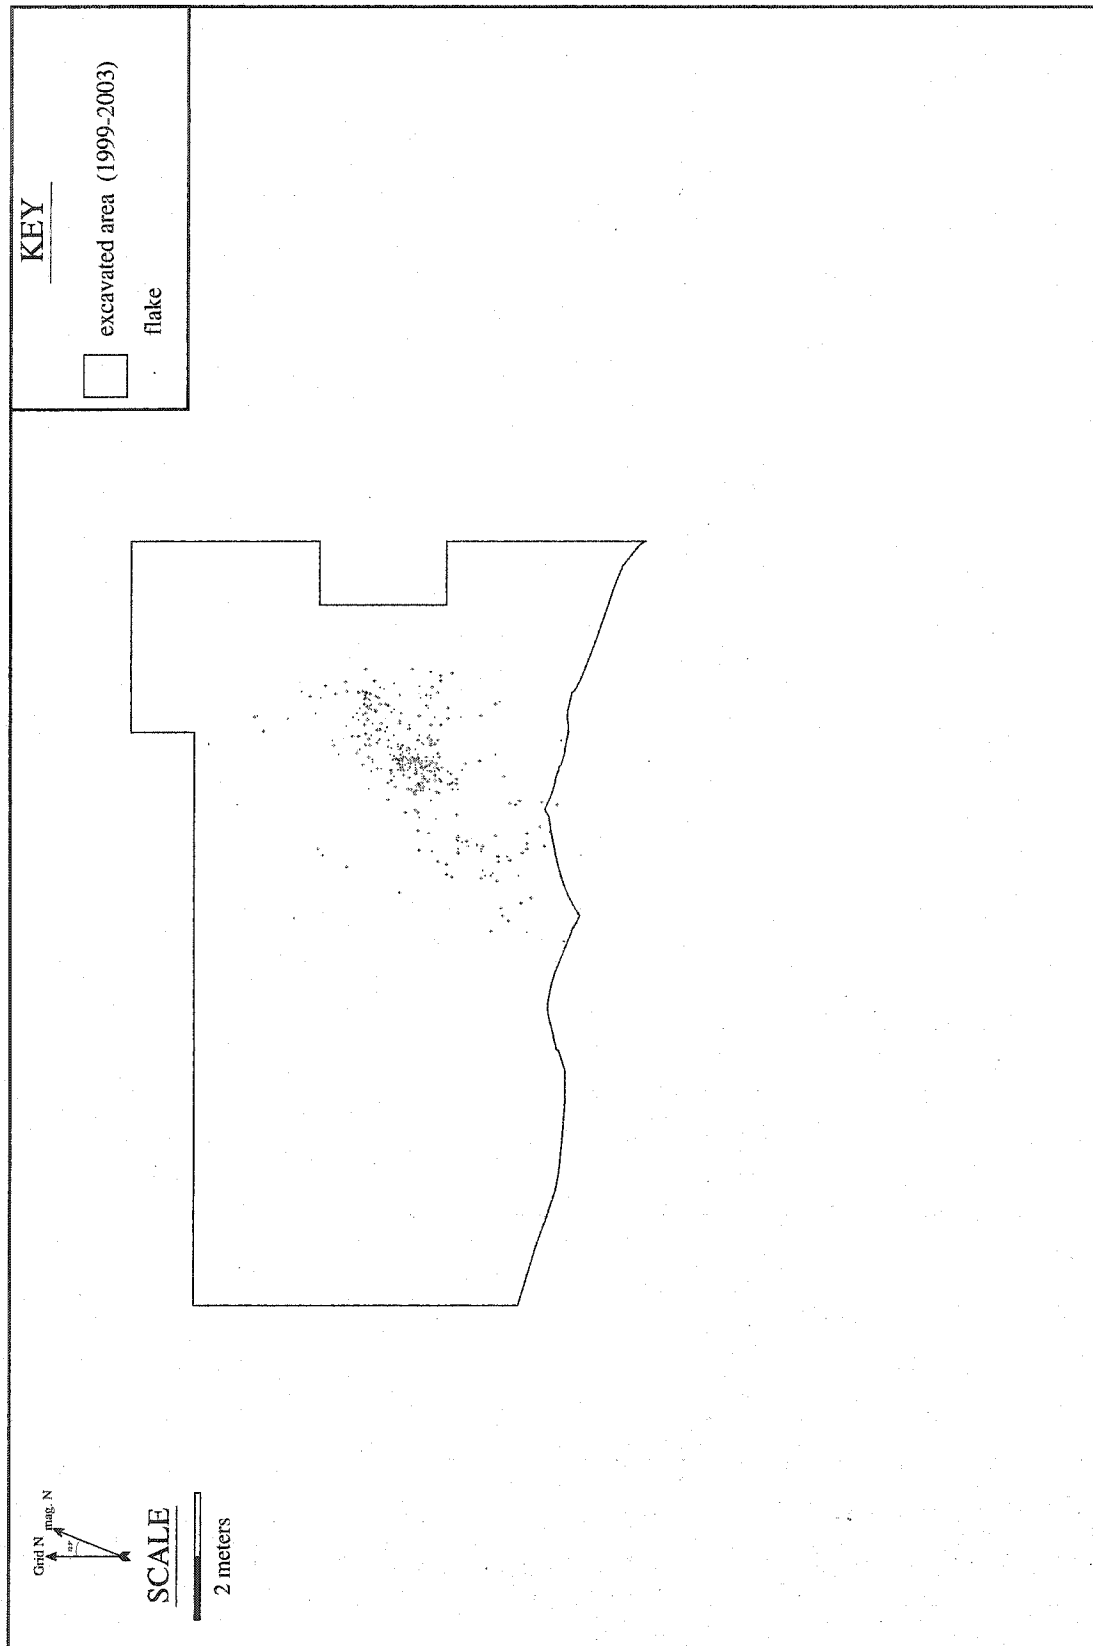 KEY
excavated area (1999-2003)
flake
Grid N
mag. N
SCALE
2 meters